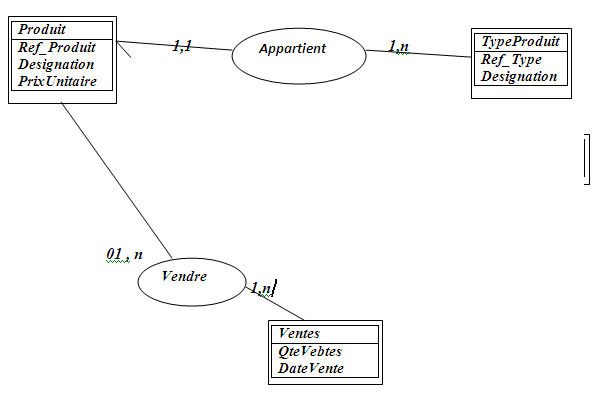 Produit
Ref_Produit
Designation
PrixUnitaire
1,1
Appartient
1,n
TypeProduit
Ref_Type
Designation
01 , n
Vendre
1,n
Ventes
QteVebtes
DateVente